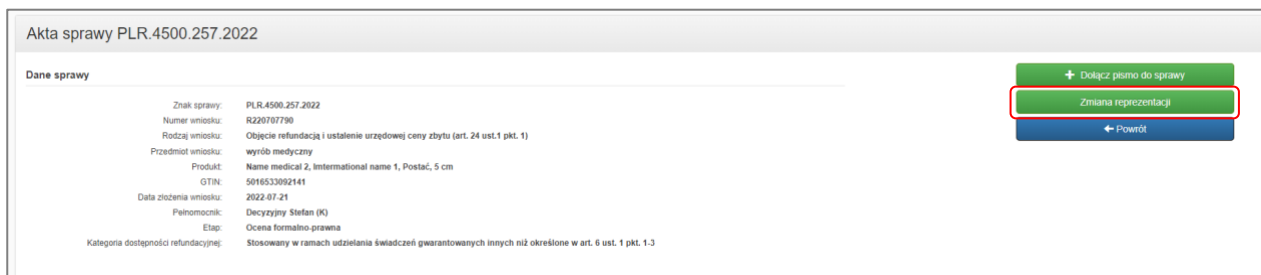 Akta sprawy PLR.4500.257.2022
Dane sprawy
Znak sprawy: PLR.4500.257.2022
Numer wniosku: R220707790
Rodzaj wniosku: Objęcie refundacją i ustalenie urzędowej ceny zbytu (art. 24 ust.1 pkt. 1)
Przedmiot wniosku: wyrób medyczny
Produkt: Name medical 2, Imtermational name 1, Postać, 5 cm
GTIN: 5016533092141
Data złożenia wniosku: 2022-07-21
Pełnomocnik: Decyzyjny Stefan (K)
Etap: Ocena formalno-prawna
Kategoria dostępności refundacyjnej: Stosowany w ramach udzielania świadczeń gwarantowanych innych niż określone w art. 6 ust. 1 pkt. 1-3
+ Dołącz pismo do sprawy
Zmiana reprezentacji
← Powrót